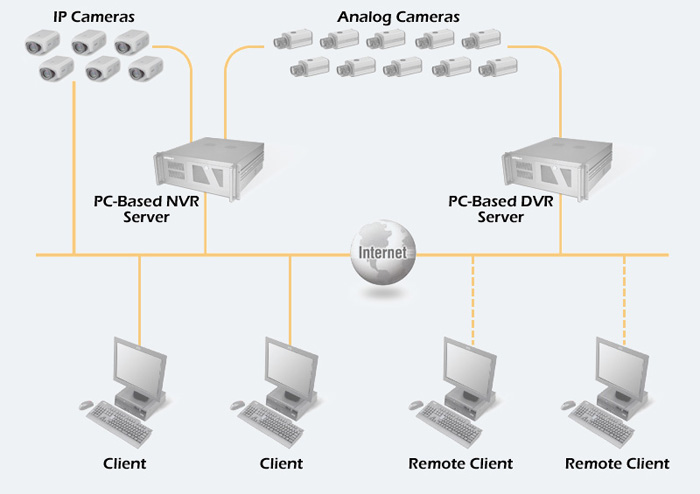 IP Cameras
Analog Cameras
PC-Based NVR
Server
PC-Based DVR
Server
Internet
Client
Client
Remote Client
Remote Client